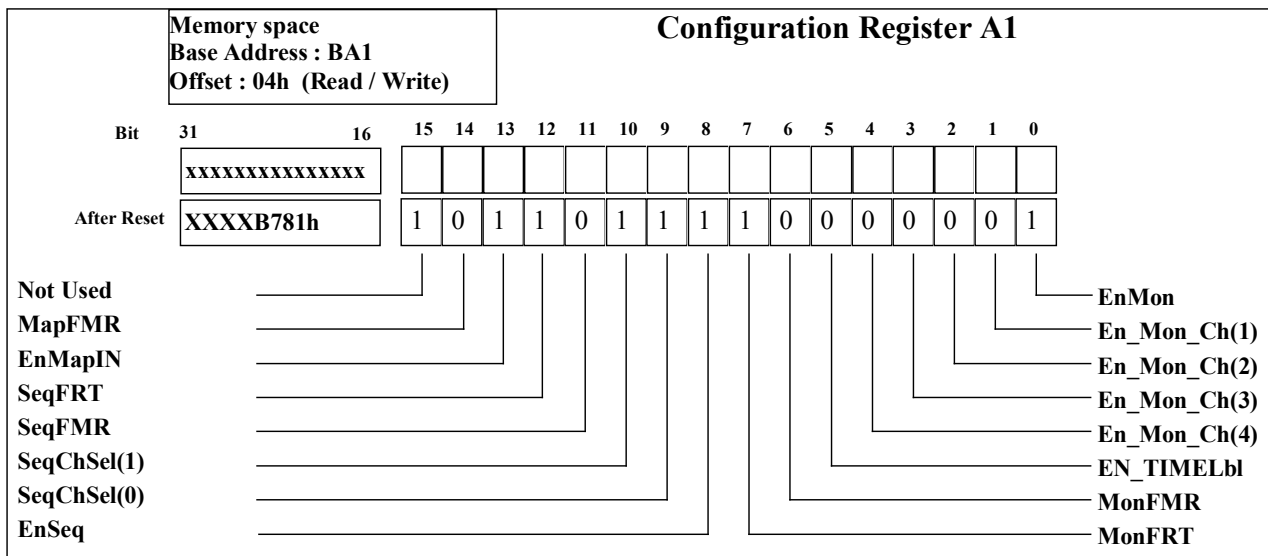 Memory space
Base Address : BA1
Offset : 04h (Read / Write)
Configuration Register A1
Bit 31 16 15 14 13 12 11 10 9 8 7 6 5 4 3 2 1 0
xxxxxxxxxxxxxxx
After Reset XXXXB781h 1 0 1 1 0 1 1 1 1 0 0 0 0 0 0 1
Not Used
MapFMR
EnMapIN
SeqFRT
SeqFMR
SeqChSel(1)
SeqChSel(0)
EnSeq
EnMon
En_Mon_Ch(1)
En_Mon_Ch(2)
En_Mon_Ch(3)
En_Mon_Ch(4)
EN_TIMELbl
MonFMR
MonFRT